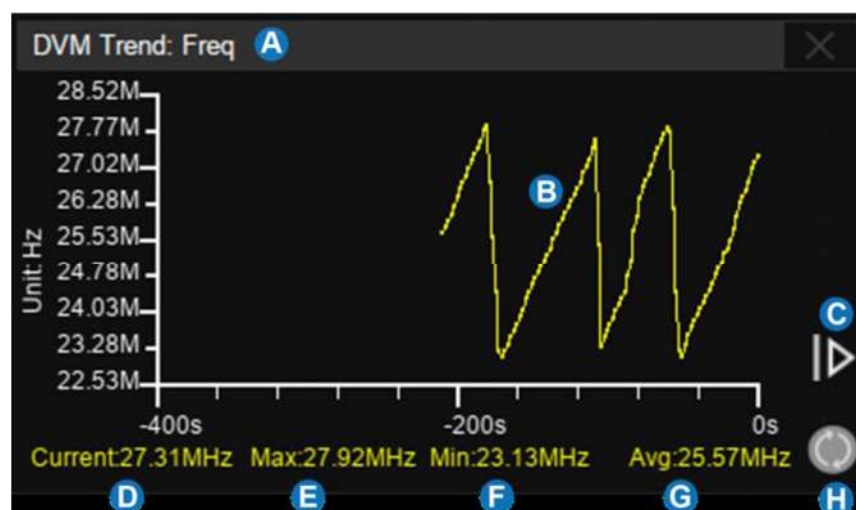 DVM Trend: Freq A
28.52M
27.77M
27.02M
26.28M
25.53M
24.78M
24.03M
23.28M
22.53M
Unit: Hz
B
C
-400s -200s 0s
Current:27.31MHz Max:27.92MHz Min:23.13MHz Avg:25.57MHz
D E F G H